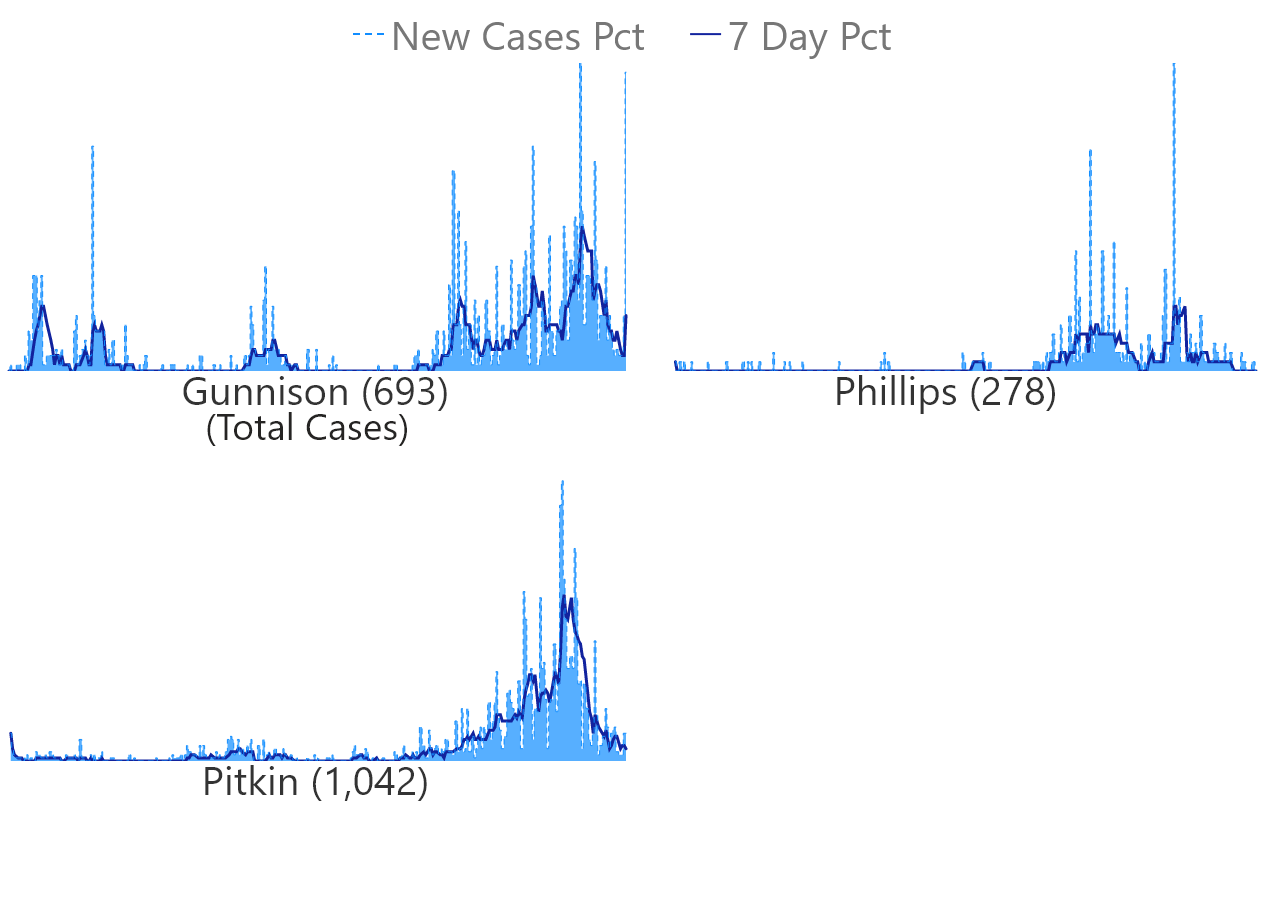 New Cases Pct 7 Day Pct
Gunnison (693)
(Total Cases)
Phillips (278)
Pitkin (1,042)